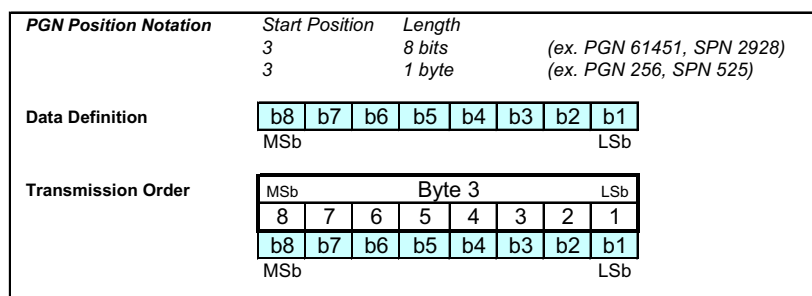 PGN Position Notation Start Position Length
3 8 bits (ex. PGN 61451, SPN 2928)
3 1 byte (ex. PGN 256, SPN 525)
Data Definition b8 b7 b6 b5 b4 b3 b2 b1
MSb LSb
Transmission Order MSb Byte 3 LSb
8 7 6 5 4 3 2 1
b8 b7 b6 b5 b4 b3 b2 b1
MSb LSb